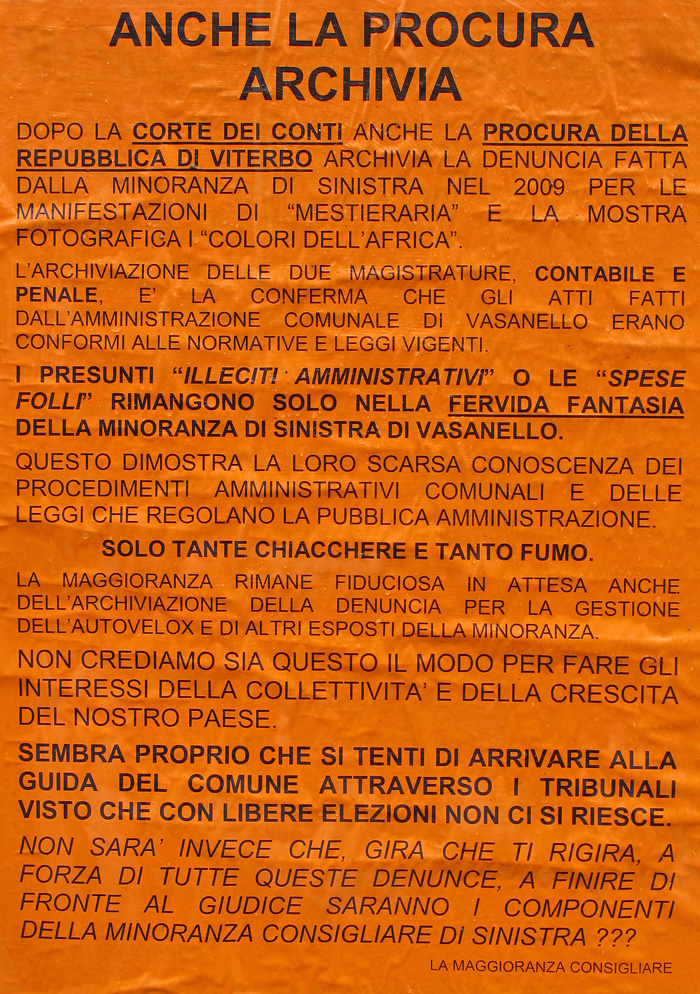 ANCHE LA PROCURA
ARCHIVIA
DOPO LA CORTE DEI CONTI ANCHE LA PROCURA DELLA
REPUBBLICA DI VITERBO ARCHIVIA LA DENUNCIA FATTA
DALLA MINORANZA DI SINISTRA NEL 2009 PER LE
MANIFESTAZIONI DI “MESTIERARIA” E LA MOSTRA
FOTOGRAFICA I “COLORI DELL’AFRICA”.
L’ARCHIVIAZIONE DELLE DUE MAGISTRATURE, CONTABILE E
PENALE, E’ LA CONFERMA CHE GLI ATTI FATTI
DALL’AMMINISTRAZIONE COMUNALE DI VASANELLO ERANO
CONFORMI ALLE NORMATIVE E LEGGI VIGENTI.
I PRESUNTI “ILLECITI AMMINISTRATIVI” O LE “SPESE
FOLLI” RIMANGONO SOLO NELLA FERVIDA FANTASIA
DELLA MINORANZA DI SINISTRA DI VASANELLO.
QUESTO DIMOSTRA LA LORO SCARSA CONOSCENZA DEI
PROCEDIMENTI AMMINISTRATIVI COMUNALI E DELLE
LEGGI CHE REGOLANO LA PUBBLICA AMMINISTRAZIONE.
SOLO TANTE CHIACCHERE E TANTO FUMO.
LA MAGGIORANZA RIMANE FIDUCIOSA IN ATTESA ANCHE
DELL’ARCHIVIAZIONE DELLA DENUNCIA PER LA GESTIONE
DELL’AUTOVELOX E DI ALTRI ESPOSTI DELLA MINORANZA.
NON CREDIAMO SIA QUESTO IL MODO PER FARE GLI
INTERESSI DELLA COLLETTIVITA’ E DELLA CRESCITA
DEL NOSTRO PAESE.
SEMBRA PROPRIO CHE SI TENTI DI ARRIVARE ALLA
GUIDA DEL COMUNE ATTRAVERSO I TRIBUNALI
VISTO CHE CON LIBERE ELEZIONI NON CI SI RIESCE.
NON SARA’ INVECE CHE, GIRA CHE TI RIGIRA, A
FORZA DI TUTTE QUESTE DENUNCE, A FINIRE DI
FRONTE AL GIUDICE SARANNO I COMPONENTI
DELLA MINORANZA CONSIGLIARE Di SINISTRA ???
LA MAGGIORANZA CONSIGLIARE